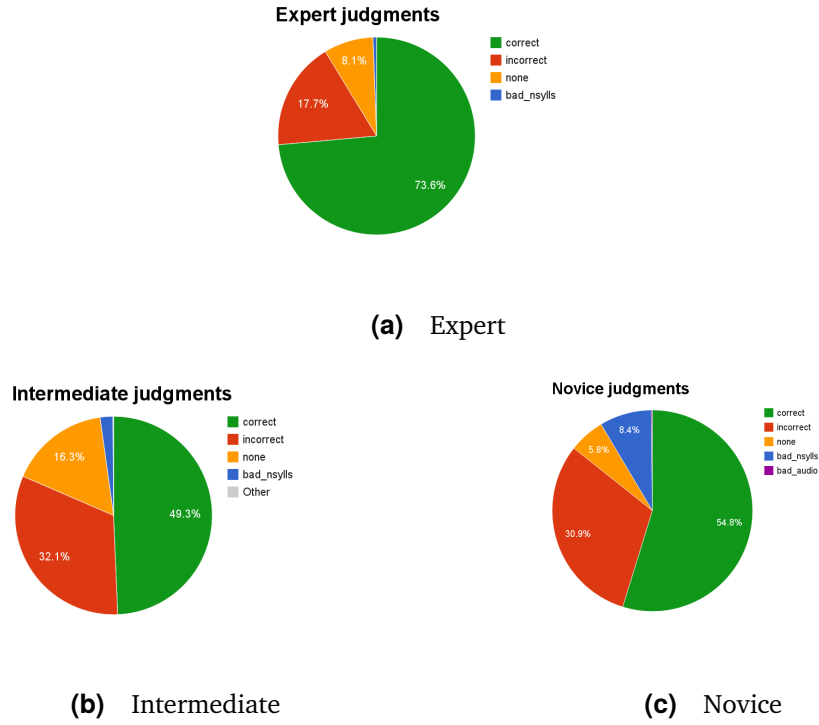 Expert judgments
correct
incorrect
none
bad_nsylls
8.1%
17.7%
73.6%
(a) Expert
Intermediate judgments
correct
incorrect
none
bad_nsylls
Other
16.3%
49.3%
32.1%
(b) Intermediate
Novice judgments
correct
incorrect
none
bad_nsylls
bad_audio
8.4%
5.8%
30.9%
54.8%
(c) Novice